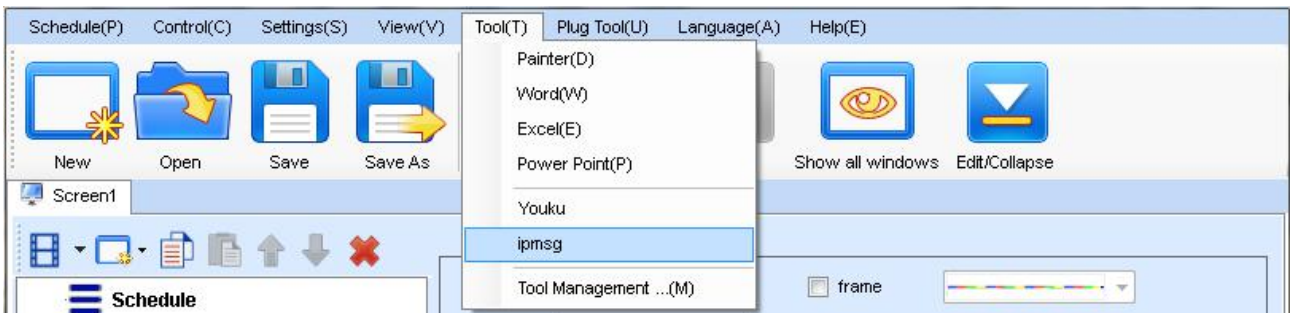 Schedule(P) Control(C) Settings(S) View(V) Tool(T) Plug Tool(U) Language(A) Help(E)
Painter(D)
Word(W)
Excel(E)
Power Point(P)
New Open Save Save As Show all windows Edit/Collapse
Screen1
Youku
ipmsg
Tool Management ...(M)
frame
Schedule